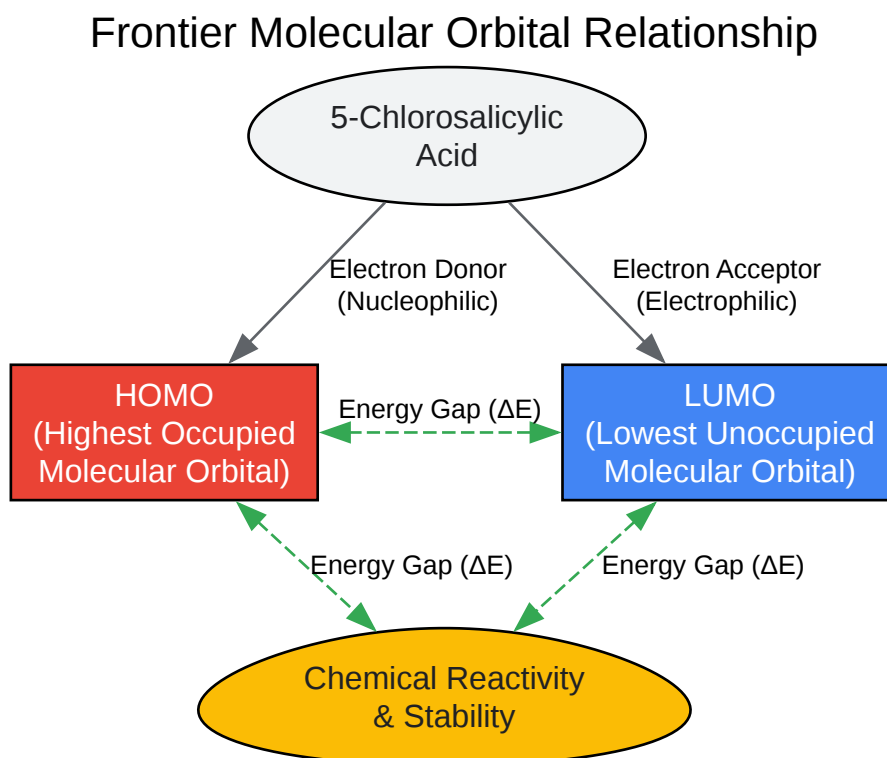 Frontier Molecular Orbital Relationship
5-Chlorosalicylic
Acid
Electron Donor
(Nucleophilic)
Electron Acceptor
(Electrophilic)
HOMO
(Highest Occupied
Molecular Orbital)
Energy Gap (ΔE)
LUMO
(Lowest Unoccupied
Molecular Orbital)
Energy Gap (ΔE)
Energy Gap (ΔE)
Chemical Reactivity
& Stability